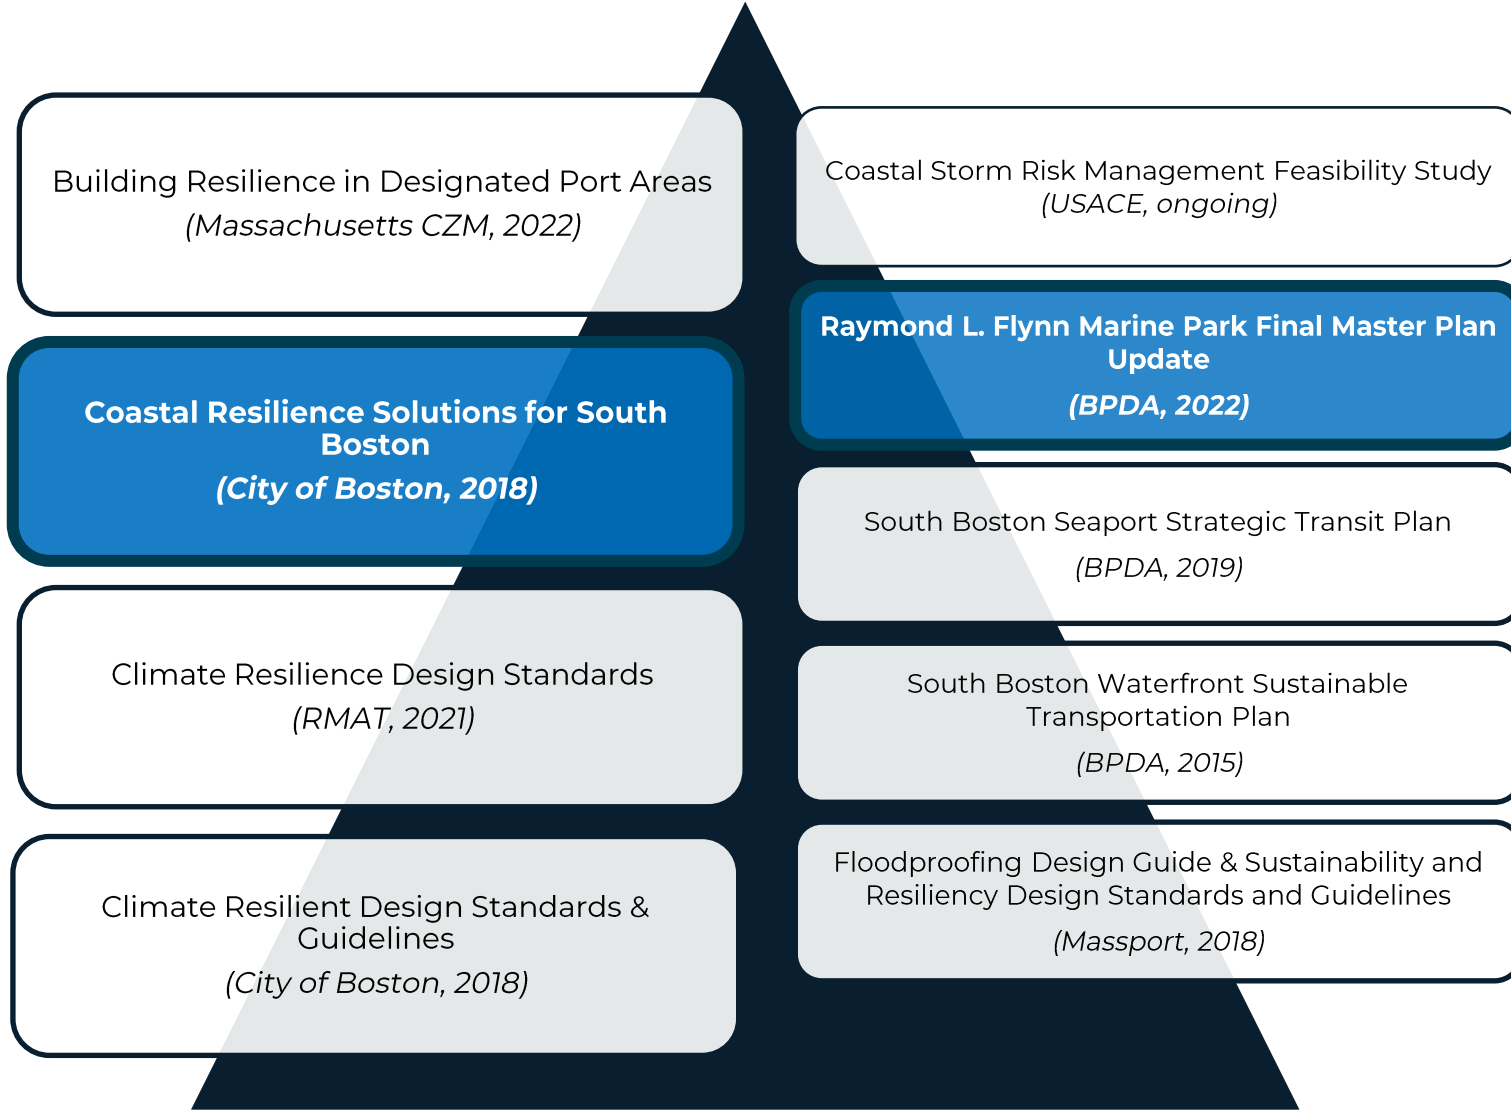 Building Resilience in Designated Port Areas
(Massachusetts CZM, 2022)
Coastal Resilience Solutions for South
Boston
(City of Boston, 2018)
Climate Resilience Design Standards
(RMAT, 2021)
Climate Resilient Design Standards &
Guidelines
(City of Boston, 2018)
Coastal Storm Risk Management Feasibility Study
(USACE, ongoing)
Raymond L. Flynn Marine Park Final Master Plan
Update
(BPDA, 2022)
South Boston Seaport Strategic Transit Plan
(BPDA, 2019)
South Boston Waterfront Sustainable
Transportation Plan
(BPDA, 2015)
Floodproofing Design Guide & Sustainability and
Resiliency Design Standards and Guidelines
(Massport, 2018)